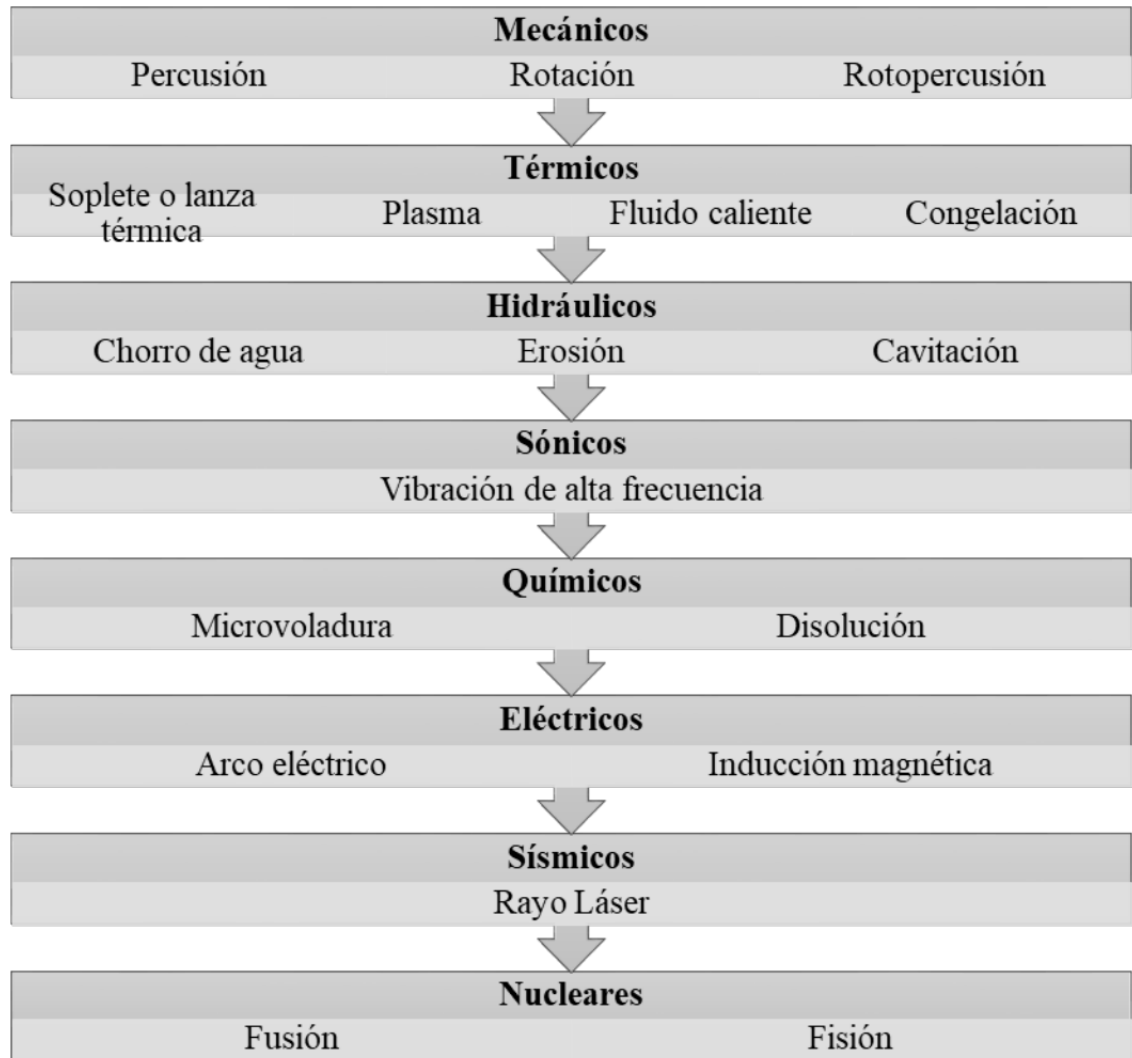 Mecánicos
Percusión Rotación Rotopercusión
Térmicos
Soplete o lanza
térmica Plasma Fluido caliente Congelación
Hidráulicos
Chorro de agua Erosión Cavitación
Sónicos
Vibración de alta frecuencia
Químicos
Microvoladura Disolución
Eléctricos
Arco eléctrico Inducción magnética
Sísmicos
Rayo Láser
Nucleares
Fusión Fisión